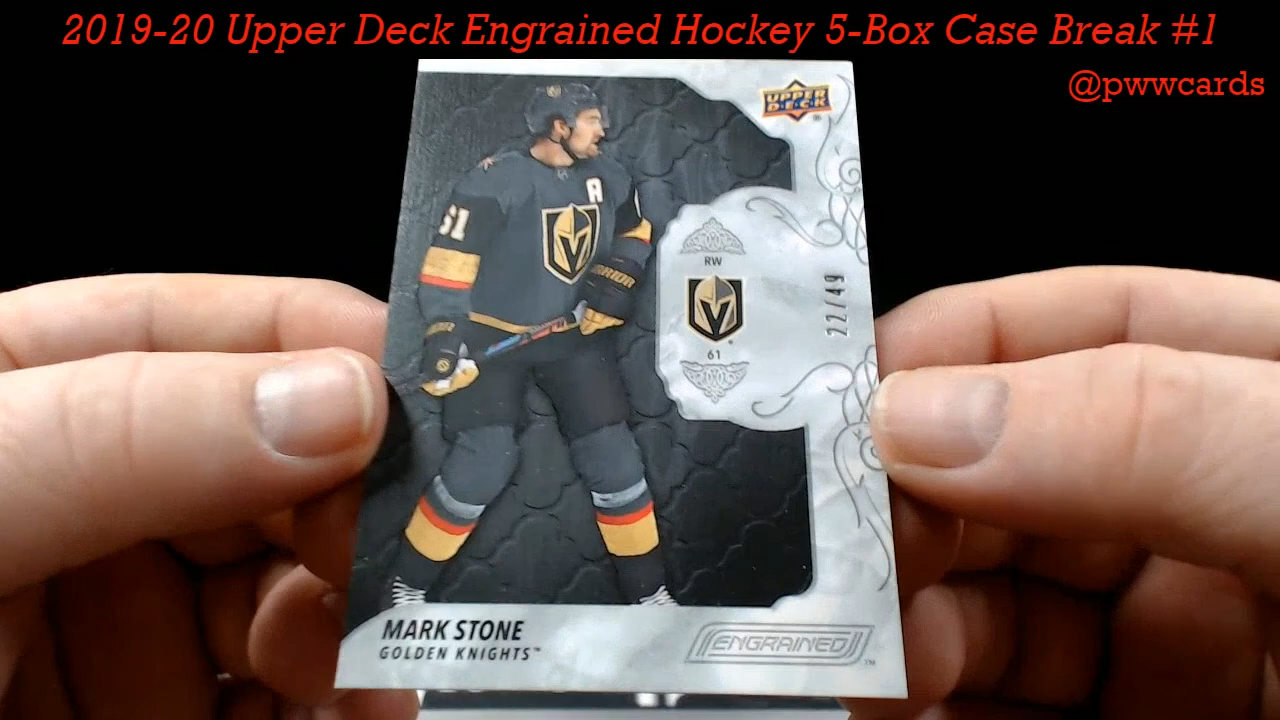 2019-20 Upper Deck Engrained Hockey 5-Box Case Break #1
@pwwcards
UPPER
DECK®
A
61
RW
22/49
61
MARK STONE
GOLDEN KNIGHTS™
ENGRAINED™